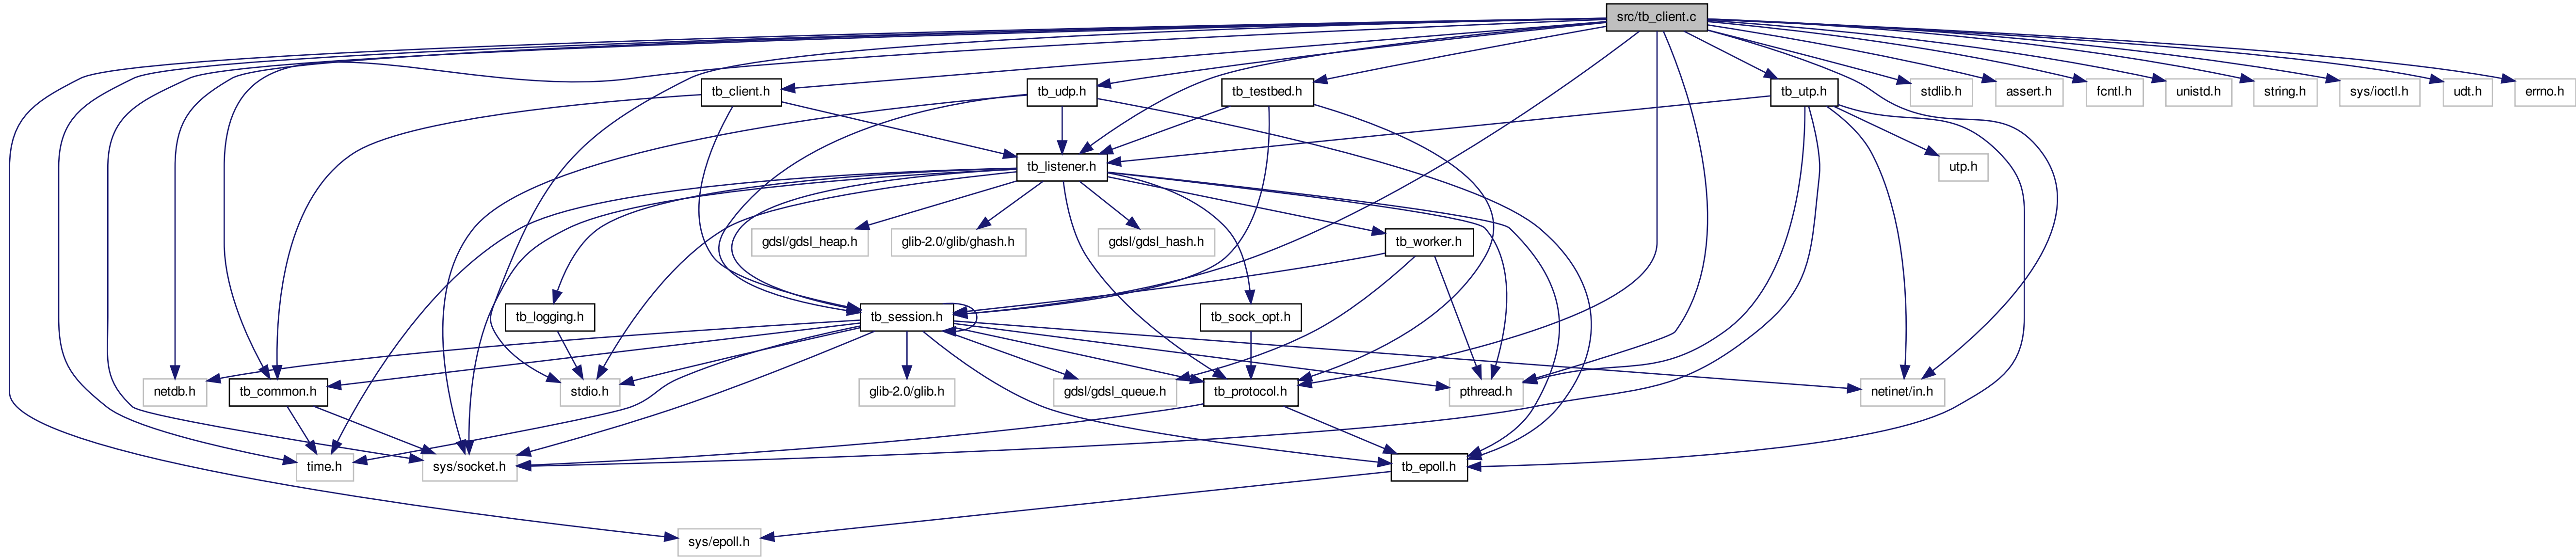 src/tb_client.c
tb_client.h
tb_udp.h
tb_testbed.h
tb_utp.h
stdlib.h
assert.h
fcntl.h
unistd.h
string.h
sys/ioctl.h
udt.h
errno.h
tb_listener.h
utp.h
gdsl/gdsl_heap.h
glib-2.0/glib/ghash.h
gdsl/gdsl_hash.h
tb_worker.h
tb_logging.h
tb_session.h
tb_sock_opt.h
netdb.h
tb_common.h
stdio.h
glib-2.0/glib.h
gdsl/gdsl_queue.h
tb_protocol.h
pthread.h
netinet/in.h
time.h
sys/socket.h
tb_epoll.h
sys/epoll.h